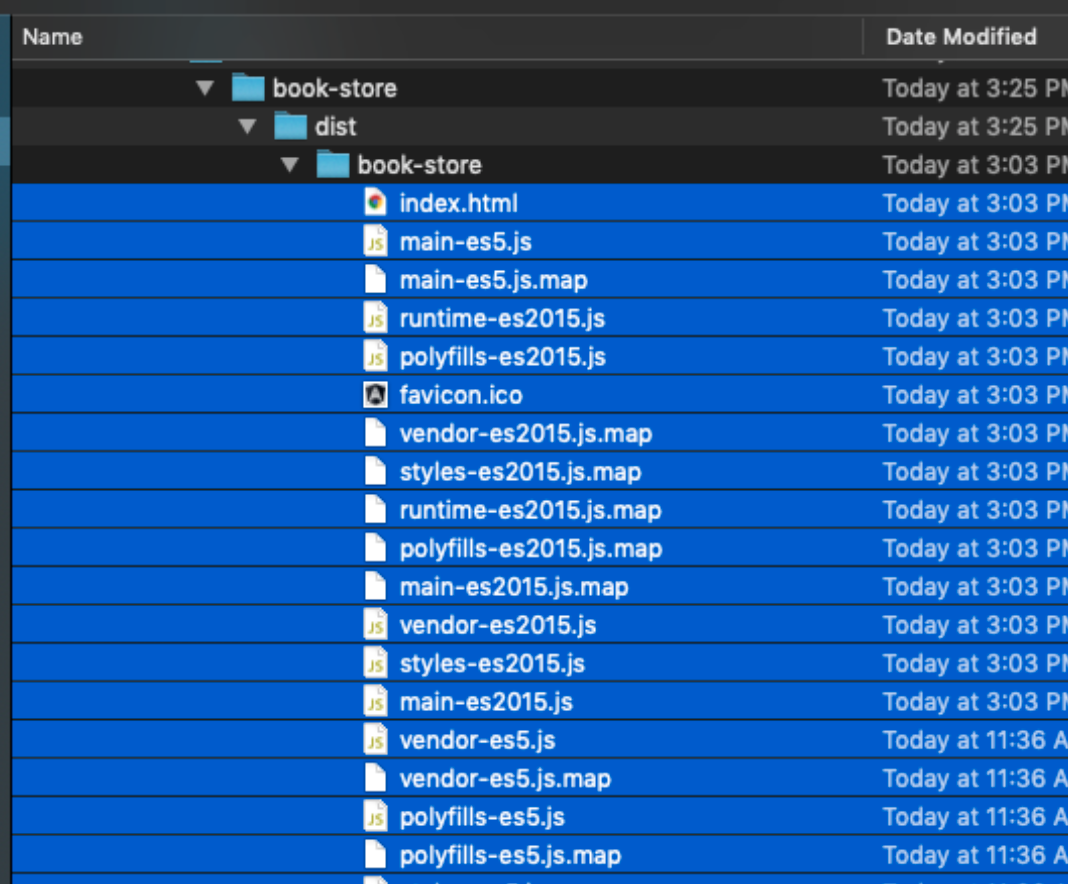 Name Date Modified
book-store Today at 3:25 PM
dist Today at 3:25 PM
book-store Today at 3:03 PM
index.html Today at 3:03 PM
main-es5.js Today at 3:03 PM
main-es5.js.map Today at 3:03 PM
runtime-es2015.js Today at 3:03 PM
polyfills-es2015.js Today at 3:03 PM
favicon.ico Today at 3:03 PM
vendor-es2015.js.map Today at 3:03 PM
styles-es2015.js.map Today at 3:03 PM
runtime-es2015.js.map Today at 3:03 PM
polyfills-es2015.js.map Today at 3:03 PM
main-es2015.js.map Today at 3:03 PM
vendor-es2015.js Today at 3:03 PM
styles-es2015.js Today at 3:03 PM
main-es2015.js Today at 3:03 PM
vendor-es5.js Today at 11:36 A
vendor-es5.js.map Today at 11:36 A
polyfills-es5.js Today at 11:36 A
polyfills-es5.js.map Today at 11:36 A